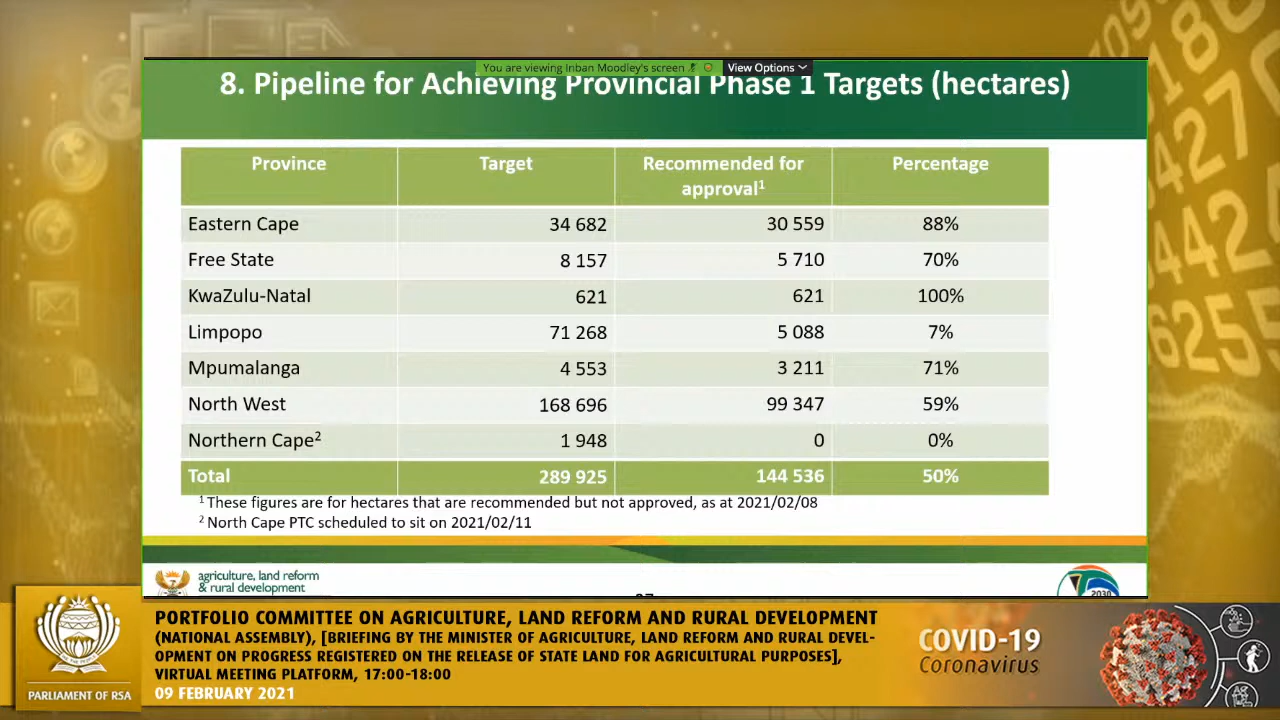 You are viewing Inban Moodley's screen
View Options
8. Pipeline for Achieving Provincial Phase 1 Targets (hectares)
Province Target Recommended for approval¹ Percentage
Eastern Cape 34 682 30 559 88%
Free State 8 157 5 710 70%
KwaZulu-Natal 621 621 100%
Limpopo 71 268 5 088 7%
Mpumalanga 4 553 3 211 71%
North West 168 696 99 347 59%
Northern Cape² 1 948 0 0%
Total 289 925 144 536 50%
¹ These figures are for hectares that are recommended but not approved, as at 2021/02/08
² North Cape PTC scheduled to sit on 2021/02/11
agriculture, land reform
& rural development
2030
PARLIAMENT OF RSA
PORTFOLIO COMMITTEE ON AGRICULTURE, LAND REFORM AND RURAL DEVELOPMENT
(NATIONAL ASSEMBLY), [BRIEFING BY THE MINISTER OF AGRICULTURE, LAND REFORM AND RURAL DEVEL-
OPMENT ON PROGRESS REGISTERED ON THE RELEASE OF STATE LAND FOR AGRICULTURAL PURPOSES],
VIRTUAL MEETING PLATFORM, 17:00-18:00
09 FEBRUARY 2021
COVID-19
Coronavirus